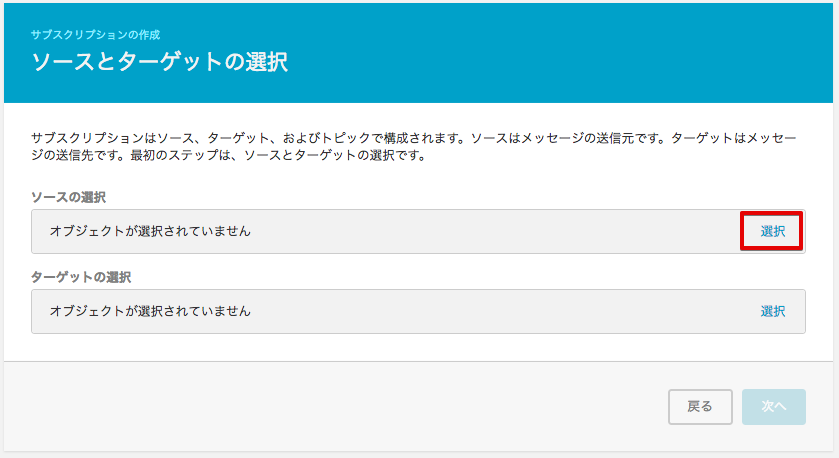 サブスクリプションの作成
ソースとターゲットの選択
サブスクリプションはソース、ターゲット、およびトピックで構成されます。ソースはメッセージの送信元です。ターゲットはメッセー
ジの送信先です。最初のステップは、ソースとターゲットの選択です。
ソースの選択
オブジェクトが選択されていません 選択
ターゲットの選択
オブジェクトが選択されていません 選択
戻る 次へ